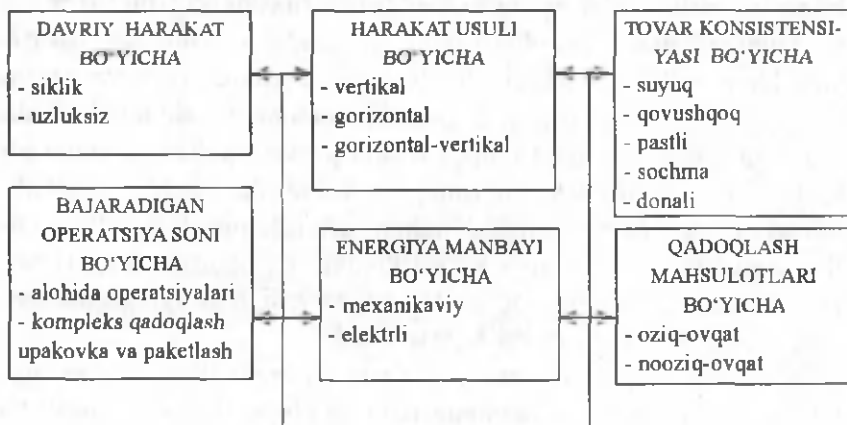 DAVRIY HARAKAT
BO‘YICHA
- siklik
- uzluksiz
HARAKAT USULI
BO‘YICHA
- vertikal
- gorizontal
- gorizontal-vertikal
TOVAR KONSISTENSI-
YASI BO‘YICHA
- suyuq
- qovushqoq
- pastli
- sochma
- donali
BAJARADIGAN
OPERATSIYA SONI
BO‘YICHA
- alohida operatsiyalari
- kompleks qadoqlash
upakovka va paketlash
ENERGIYA MANBAYI
BO‘YICHA
- mexanikaviy
- elektrli
QADOQLASH
MAHSULOTLARI
BO‘YICHA
- oziq-ovqat
- nooziq-ovqat